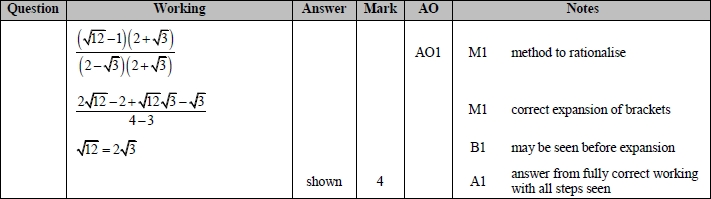 Question Working Answer Mark AO Notes
(√12–1)(2+√3)
(2–√3)(2+√3)
AO1 M1 method to rationalise
2√12–2+√12√3–√3
4–3
M1 correct expansion of brackets
√12=2√3 B1 may be seen before expansion
shown 4 A1 answer from fully correct working
with all steps seen